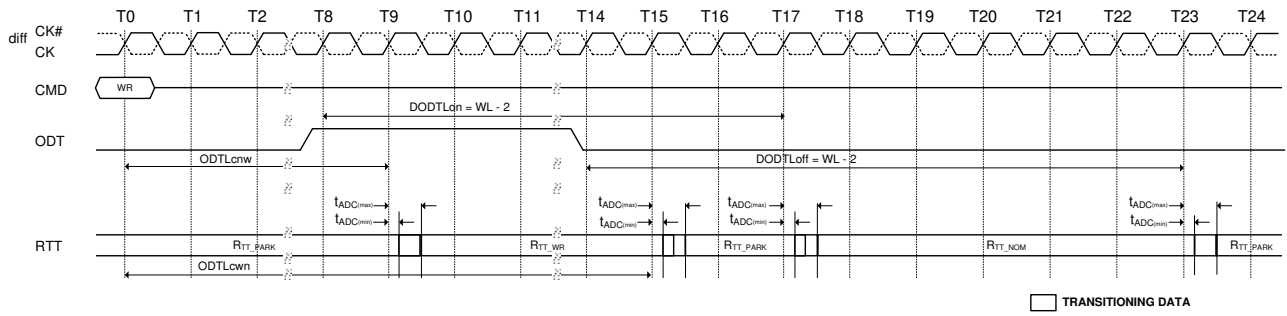 T0 T1 T2 T8 T9 T10 T11 T14 T15 T16 T17 T18 T19 T20 T21 T22 T23 T24
diff CK#
CK
CMD WR
DODTLon = WL - 2
ODT
ODTLcnw DODTLoff = WL - 2
tADC(max) tADC(max) tADC(max) tADC(max)
tADC(min) tADC(min) tADC(min) tADC(min)
RTT RTT_PARK RTT_WR RTT_PARK RTT_NOM RTT_PARK
ODTLcwn
TRANSITIONING DATA